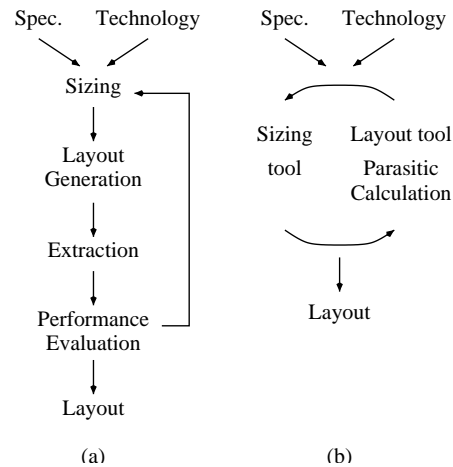 Spec. Technology
Sizing
Layout
Generation
Extraction
Performance
Evaluation
Layout
(a)
Spec. Technology
Sizing
tool
Layout tool
Parasitic
Calculation
Layout
(b)